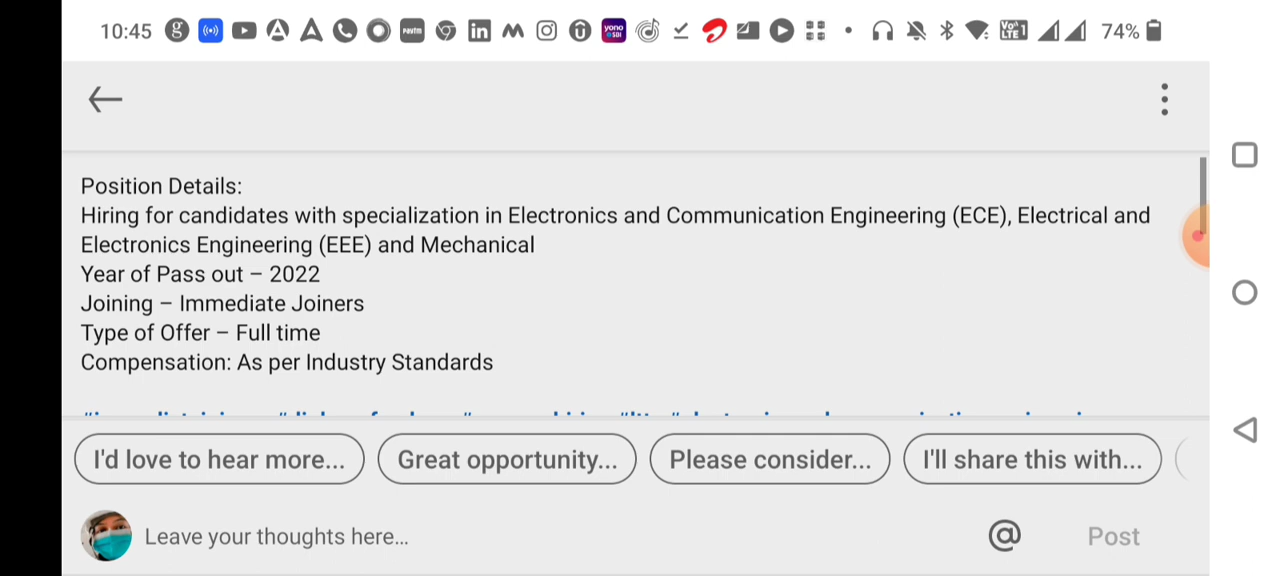 10:45
74%
Position Details:
Hiring for candidates with specialization in Electronics and Communication Engineering (ECE), Electrical and
Electronics Engineering (EEE) and Mechanical
Year of Pass out – 2022
Joining – Immediate Joiners
Type of Offer – Full time
Compensation: As per Industry Standards
I'd love to hear more...
Great opportunity...
Please consider...
I'll share this with...
Leave your thoughts here...
@
Post